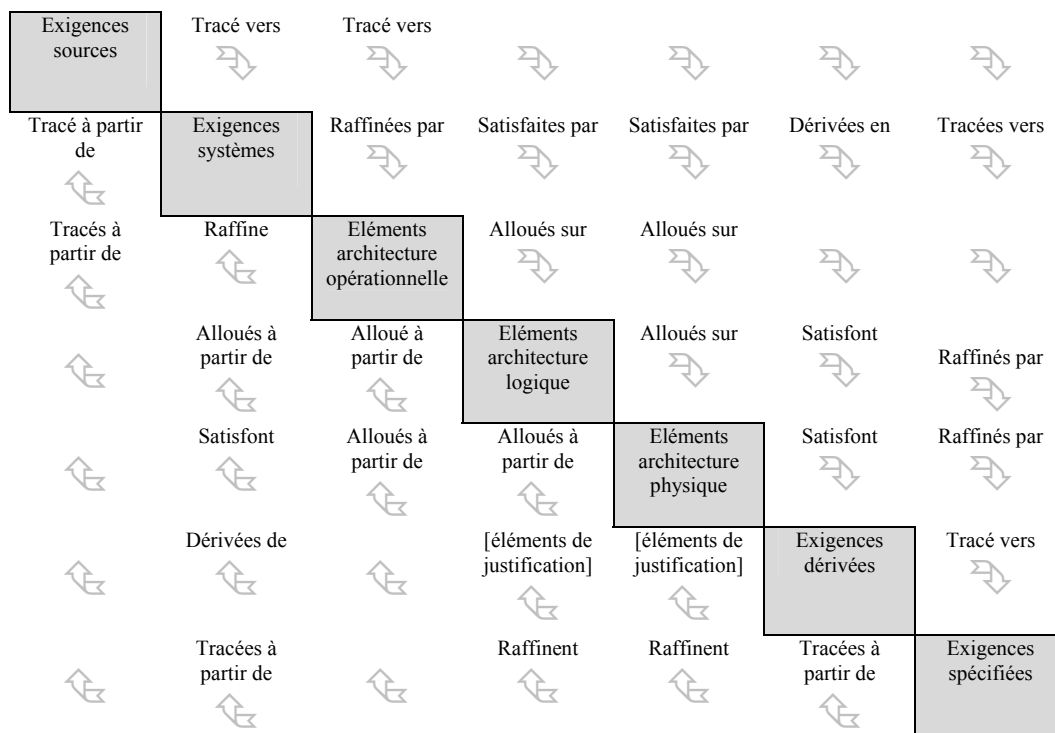 Exigences
sources
Tracé vers
Tracé vers
Tracé à partir
de
Exigences
systèmes
Raffinées par
Satisfaites par
Satisfaites par
Dérivées en
Tracées vers
Tracés à
partir de
Raffine
Eléments
architecture
opérationnelle
Alloués sur
Alloués sur
Alloués à
partir de
Alloué à
partir de
Eléments
architecture
logique
Alloués sur
Satisfont
Raffinés par
Satisfont
Alloués à
partir de
Alloués à
partir de
Eléments
architecture
physique
Satisfont
Raffinés par
Dérivées de
[éléments de
justification]
[éléments de
justification]
Exigences
dérivées
Tracé vers
Tracées à
partir de
Raffinent
Raffinent
Tracées à
partir de
Exigences
spécifiées